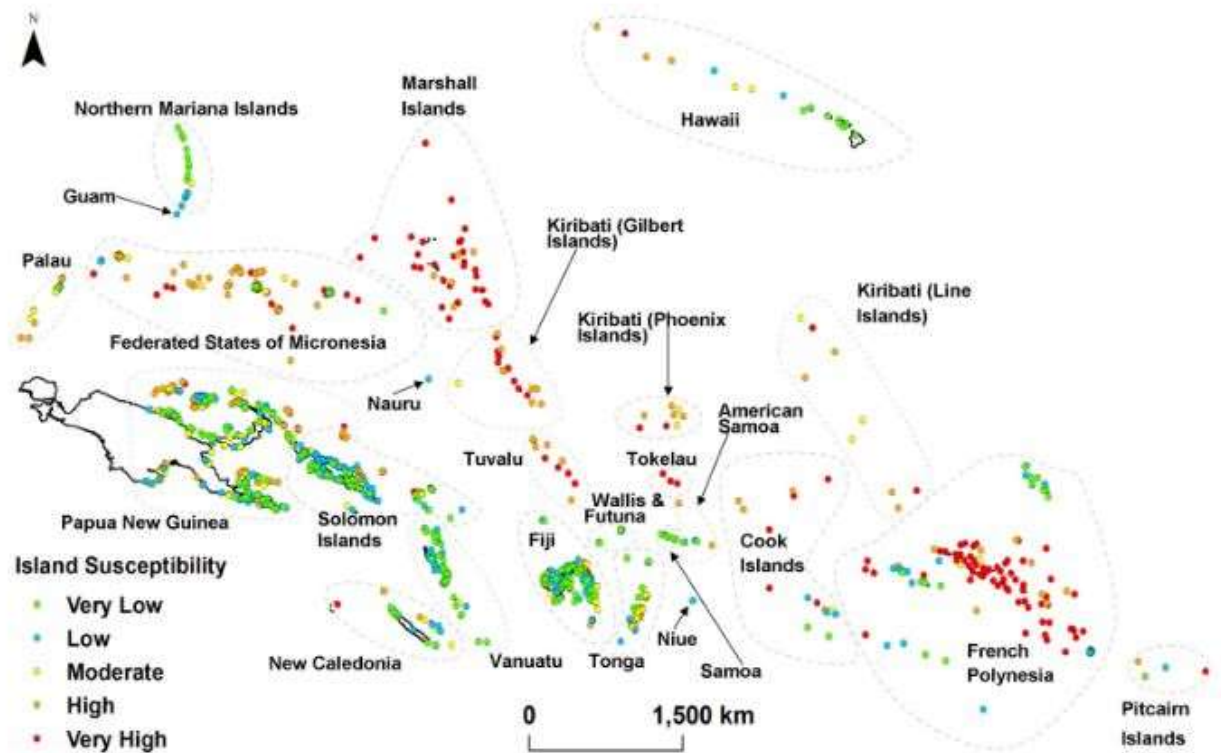 N
Marshall
Islands
Northern Mariana Islands
Hawaii
Guam
Kiribati (Gilbert
Islands)
Palau
Kiribati (Line
Islands)
Kiribati (Phoenix
Islands)
Federated States of Micronesia
Nauru
American
Samoa
Tuvalu
Tokelau
Wallis &
Futuna
Papua New Guinea
Solomon
Islands
Fiji
Cook
Islands
Island Susceptibility
Very Low
Low
Moderate
High
Very High
New Caledonia
Vanuatu
Tonga
Niue
Samoa
French
Polynesia
Pitcairn
Islands
0 1,500 km